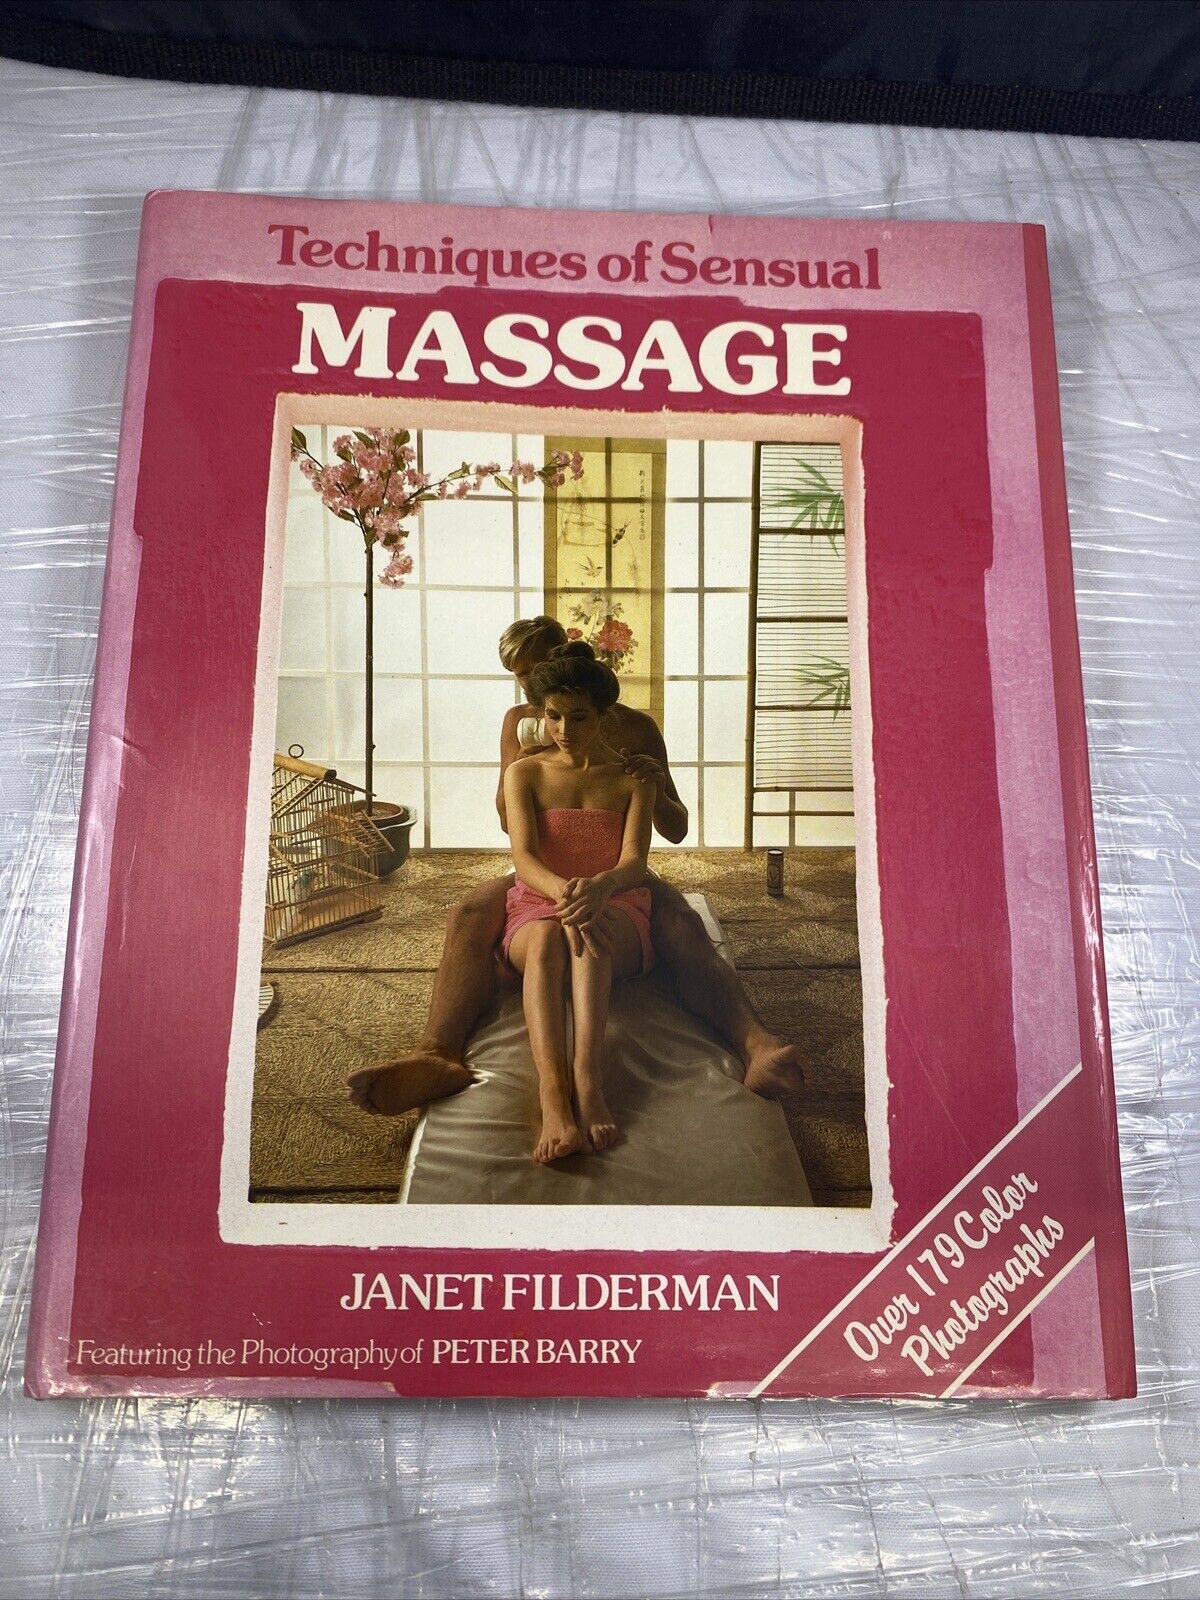 Techniques of Sensual
MASSAGE
JANET FILDERMAN
Featuring the Photography of PETER BARRY
Over 179 Color
Photographs